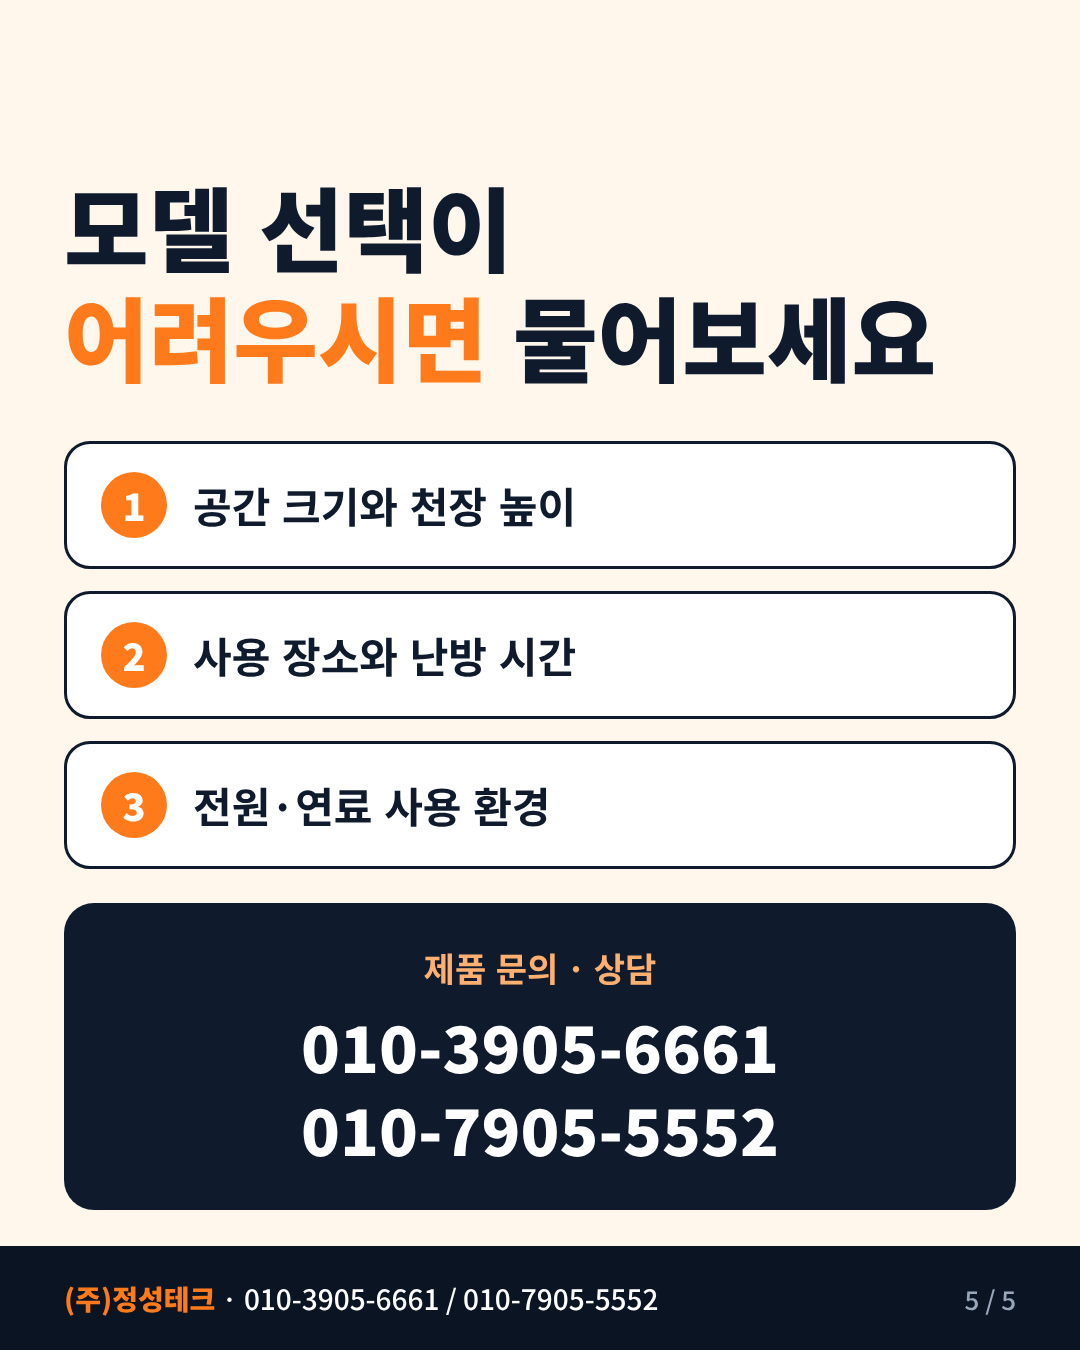 모델 선택이
어려우시면 물어보세요
1 공간 크기와 천장 높이
2 사용 장소와 난방 시간
3 전원·연료 사용 환경
제품 문의 · 상담
010-3905-6661
010-7905-5552
(주)정성테크 · 010-3905-6661 / 010-7905-5552
5 / 5